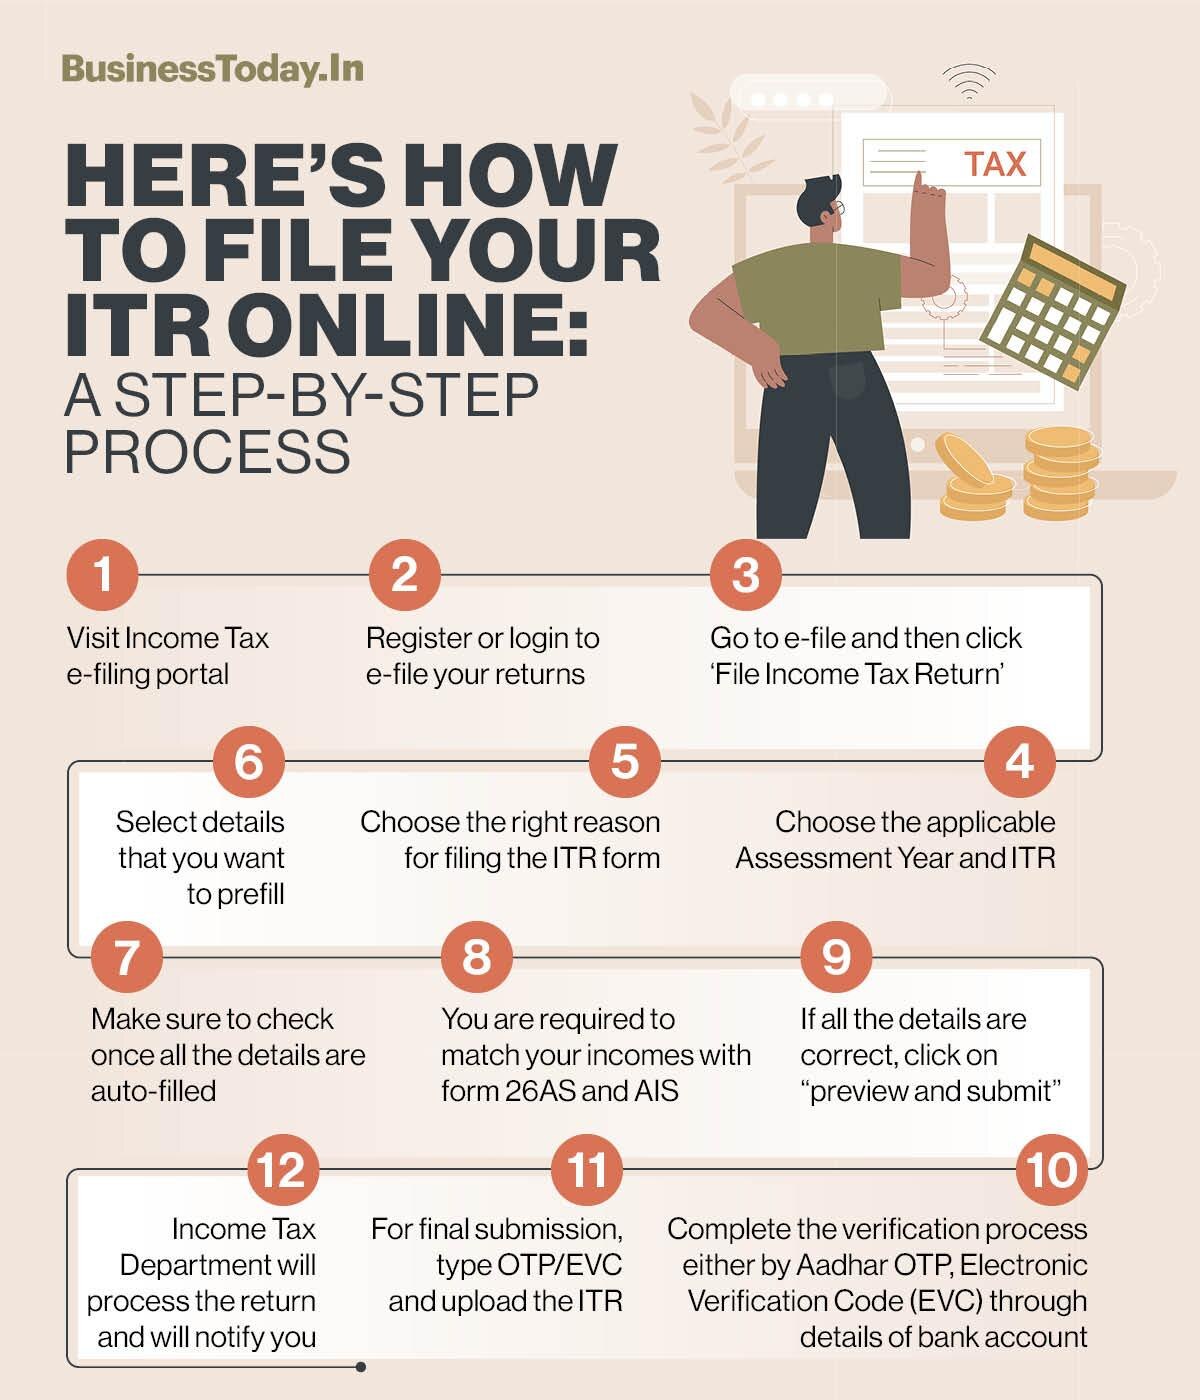 BusinessToday.In
TAX
HERE'S HOW
TO FILE YOUR
ITR ONLINE:
A STEP-BY-STEP
PROCESS
1
Visit Income Tax
e-filing portal
2
Register or login to
e-file your returns
3
Go to e-file and then click
‘File Income Tax Return’
4
Choose the applicable
Assessment Year and ITR
5
Choose the right reason
for filing the ITR form
6
Select details
that you want
to prefill
7
Make sure to check
once all the details are
auto-filled
8
You are required to
match your incomes with
form 26AS and AIS
9
If all the details are
correct, click on
“preview and submit”
10
Complete the verification process
either by Aadhar OTP, Electronic
Verification Code (EVC) through
details of bank account
11
For final submission,
type OTP/EVC
and upload the ITR
12
Income Tax
Department will
process the return
and will notify you